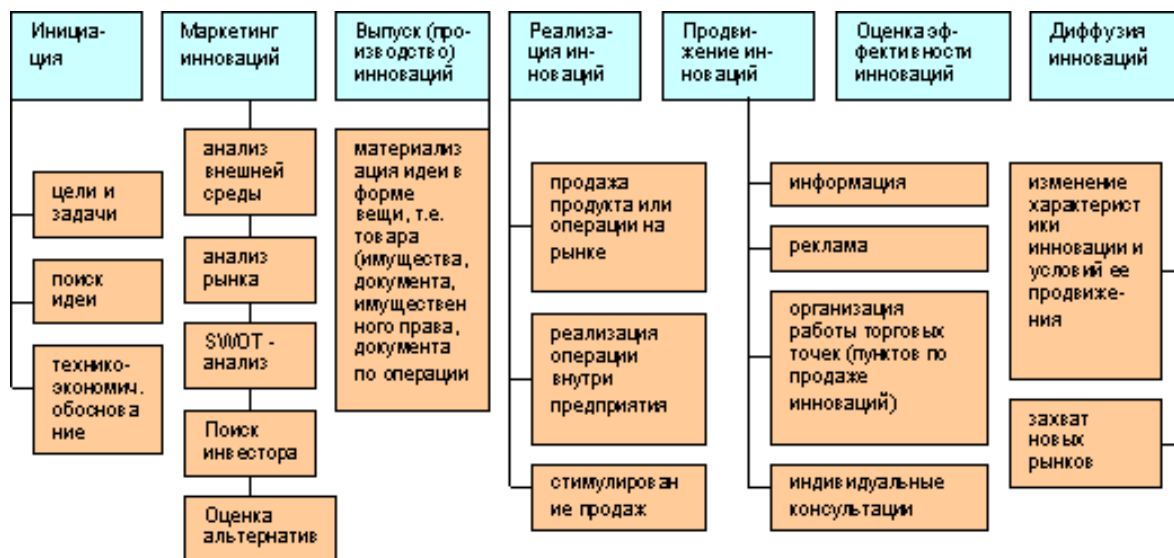 Инициа-
ция
Маркетинг
инноваций
Выпуск (про-
изводство)
инноваций
Реализа-
ция ин-
новаций
Продви-
жение ин-
новаций
Оценка эф-
фективности
инноваций
Диффузия
инноваций
цели и
задачи
поиск
идеи
технико-
экономич.
обоснова
ние
анализ
внешней
среды
анализ
рынка
SWOT -
анализ
Поиск
инвестора
Оценка
альтернатив
материализ
ация идеи в
форме
вещи, т.е.
товара
(имущества,
документа,
имуществен
ного права,
документа
по операции
продажа
продукта или
операции на
рынке
реализация
операции
внутри
предприятия
стимулирован
ие продаж
информация
реклама
организация
работы торговых
точек (пунктов по
продаже
инноваций)
индивидуальные
консультации
изменение
характерист
ики
инновации и
условий ее
продвиже-
ния
захват
новых
рынков